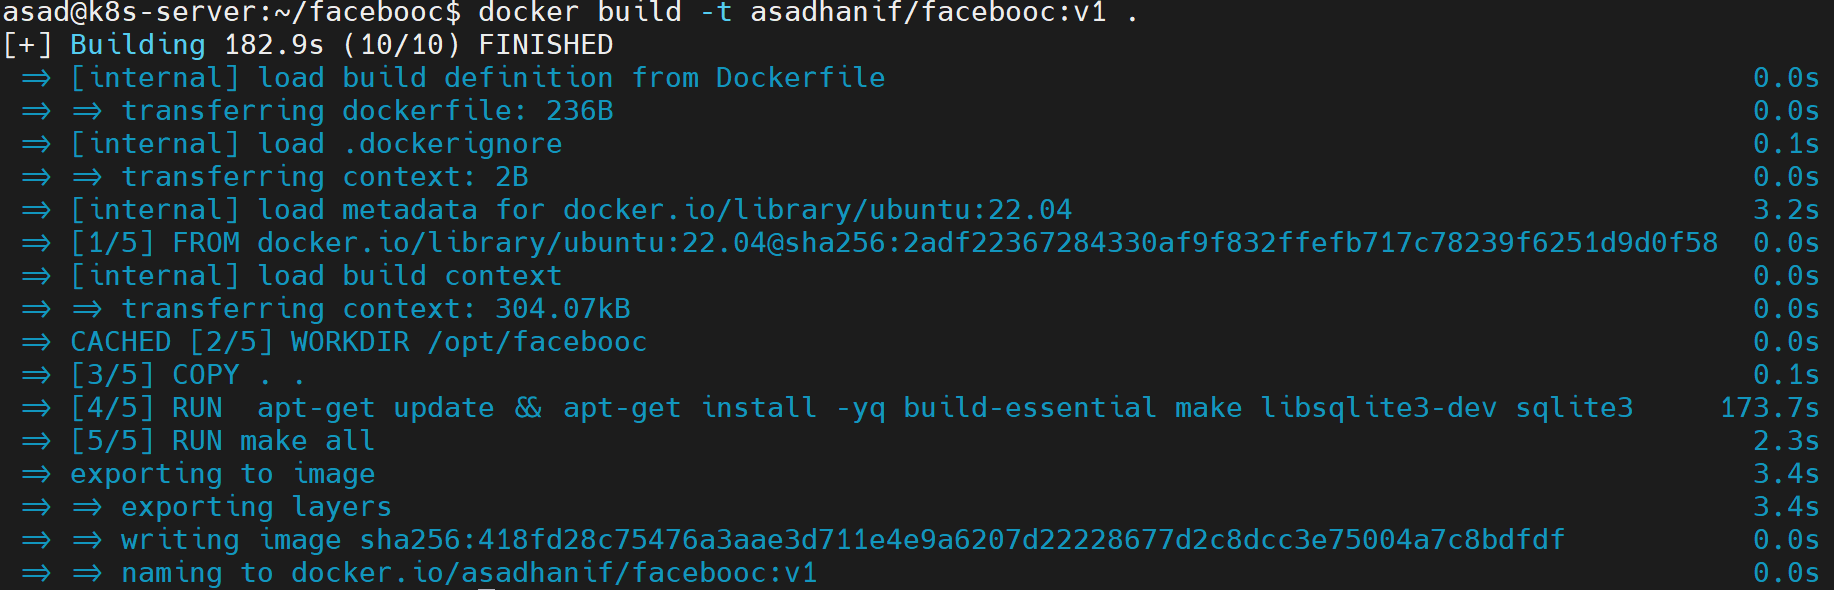 asad@k8s-server:~/facebooc$ docker build -t asadhanif/facebooc:v1 .
[+] Building 182.9s (10/10) FINISHED
=> [internal] load build definition from Dockerfile 0.0s
=> => transferring dockerfile: 236B 0.0s
=> [internal] load .dockerignore 0.1s
=> => transferring context: 2B 0.0s
=> [internal] load metadata for docker.io/library/ubuntu:22.04 3.2s
=> [1/5] FROM docker.io/library/ubuntu:22.04@sha256:2adf22367284330af9f832ffefb717c78239f6251d9d0f58 0.0s
=> [internal] load build context 0.0s
=> => transferring context: 304.07kB 0.0s
=> CACHED [2/5] WORKDIR /opt/facebooc 0.0s
=> [3/5] COPY . . 0.1s
=> [4/5] RUN  apt-get update && apt-get install -yq build-essential make libsqlite3-dev sqlite3 173.7s
=> [5/5] RUN make all 2.3s
=> exporting to image 3.4s
=> => exporting layers 3.4s
=> => writing image sha256:418fd28c75476a3aae3d711e4e9a6207d22228677d2c8dcc3e75004a7c8bdfdf 0.0s
=> => naming to docker.io/asadhanif/facebooc:v1 0.0s